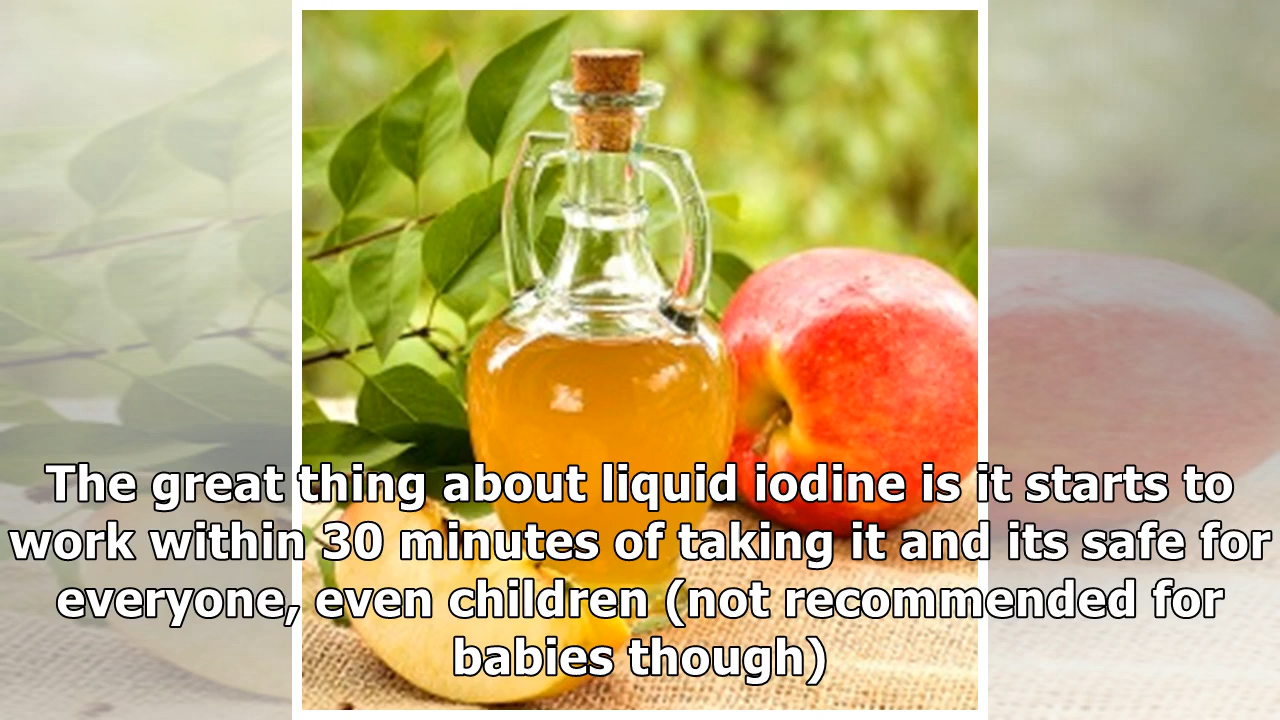 The great thing about liquid iodine is it starts to
work within 30 minutes of taking it and its safe for
everyone, even children (not recommended for
babies though)